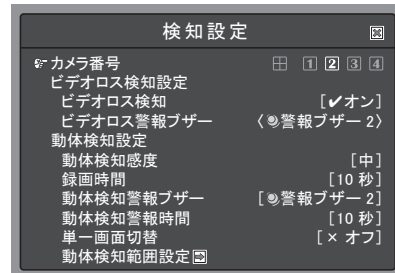 検知設定
☞カメラ番号 田 1 2 3 4
ビデオロス検知設定
ビデオロス検知 [✔オン]
ビデオロス警報ブザー 〈警報ブザー 2〉
動体検知設定
動体検知感度 [中]
録画時間 [10 秒]
動体検知警報ブザー [警報ブザー 2]
動体検知警報時間 [10 秒]
単一画面切替 [× オフ]
動体検知範囲設定